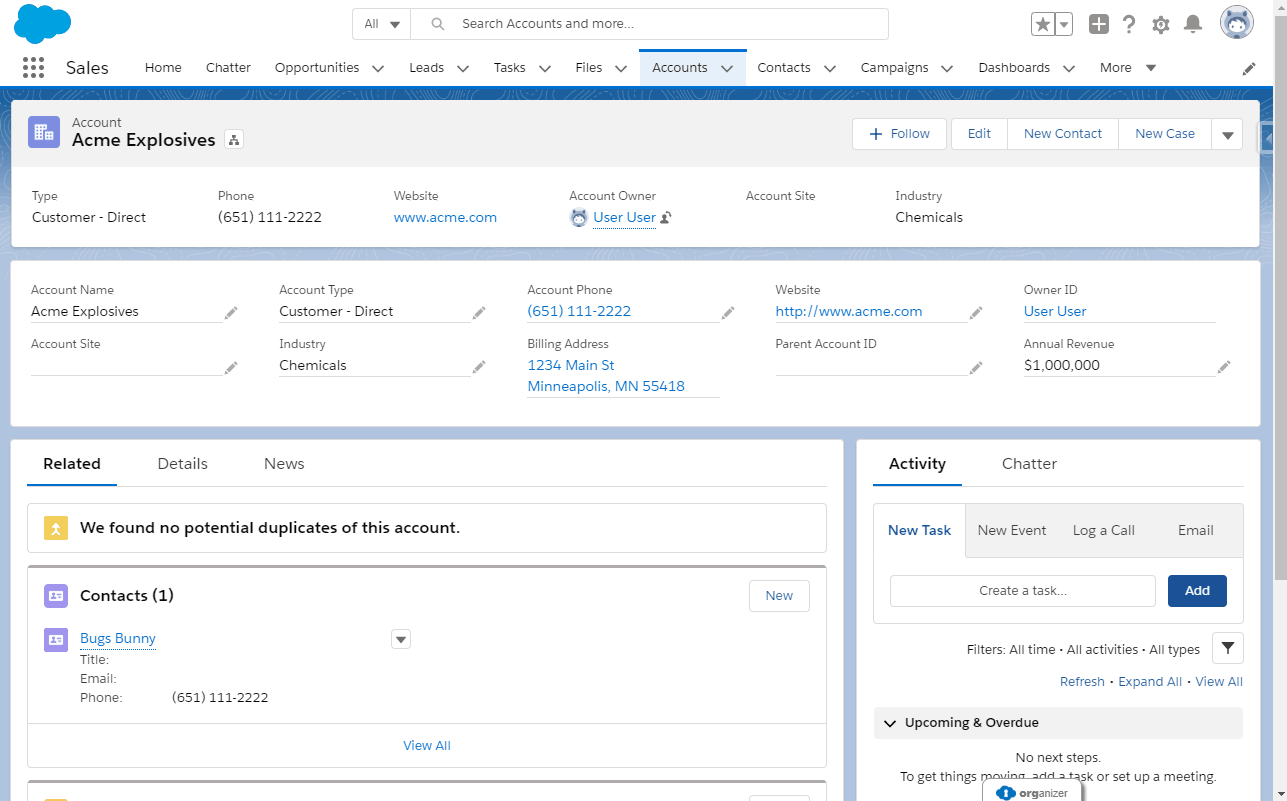 All
Search Accounts and more...
Sales
Home
Chatter
Opportunities
Leads
Tasks
Files
Accounts
Contacts
Campaigns
Dashboards
More
Account
Acme Explosives
Follow
Edit
New Contact
New Case
Type
Phone
Website
Account Owner
Account Site
Industry
Customer - Direct
(651) 111-2222
www.acme.com
User User
Chemicals
Account Name
Account Type
Account Phone
Website
Owner ID
Acme Explosives
Customer - Direct
(651) 111-2222
http://www.acme.com
User User
Account Site
Industry
Billing Address
Parent Account ID
Annual Revenue
Chemicals
1234 Main St
$1,000,000
Minneapolis, MN 55418
Related
Details
News
We found no potential duplicates of this account.
Contacts (1)
New
Bugs Bunny
Title:
Email:
Phone: (651) 111-2222
View All
Activity
Chatter
New Task
New Event
Log a Call
Email
Create a task...
Add
Filters: All time • All activities • All types
Refresh • Expand All • View All
Upcoming & Overdue
No next steps.
To get things moving, add a task or set up a meeting.
organizer